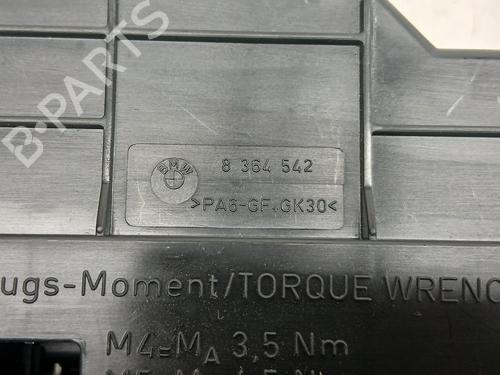 B-PARTS
BMW
8 364 542
>PA6-GF.GK30<
ugs-Moment/TORQUE WRENC
M4=MA 3,5 Nm